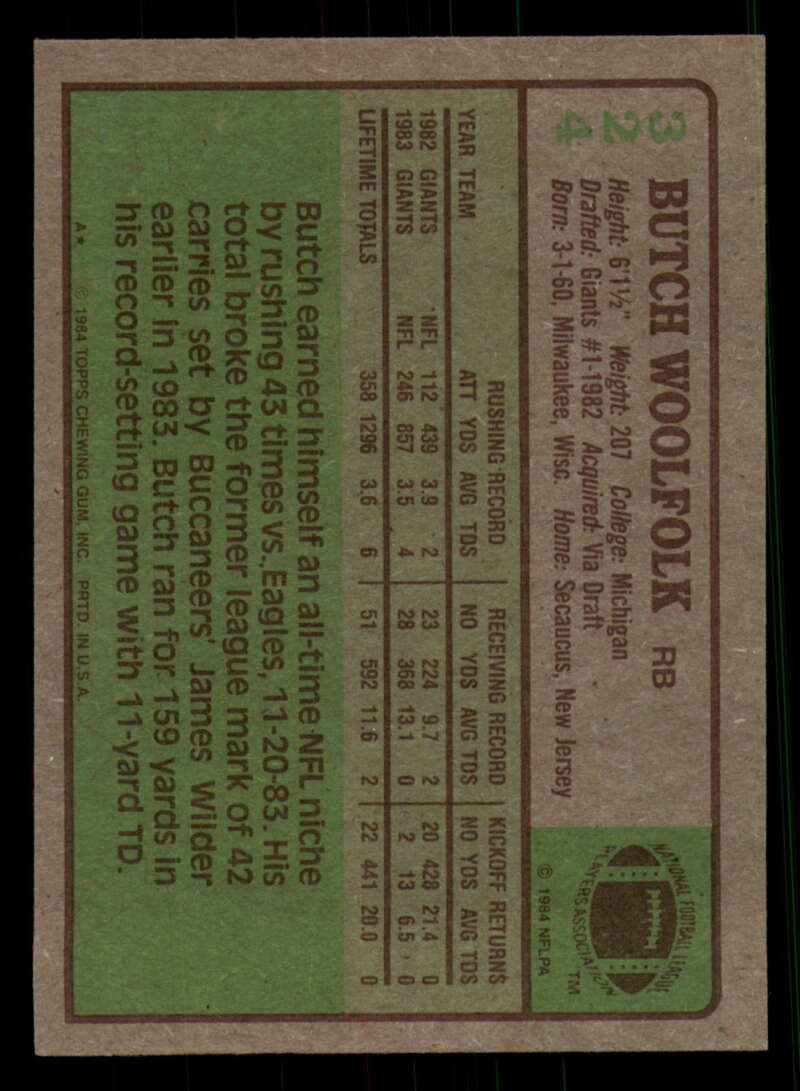 324
BUTCH WOOLFOLK RB
Height: 6'1½" Weight: 207 College: Michigan
Drafted: Giants #1-1982 Acquired: Via Draft
Born: 3-1-60, Milwaukee, Wisc. Home: Secaucus, New Jersey
NATIONAL FOOTBALL LEAGUE
PLAYERS ASSOCIATION TM
© 1984 NFLPA
RUSHING RECORD RECEIVING RECORD KICKOFF RETURNS
YEAR TEAM ATT YDS AVG TDS NO YDS AVG TDS NO YDS AVG TDS
1982 GIANTS NFL 112 439 3.9 2 23 224 9.7 2 20 428 21.4 0
1983 GIANTS NFL 246 857 3.5 4 28 368 13.1 0 2 13 6.5 0
LIFETIME TOTALS 358 1296 3.6 6 51 592 11.6 2 22 441 20.0 0
Butch earned himself an all-time NFL niche
by rushing 43 times vs. Eagles, 11-20-83. His
total broke the former league mark of 42
carries set by Buccaneers' James Wilder
earlier in 1983. Butch ran for 159 yards in
his record-setting game with 11-yard TD.
A* © 1984 TOPPS CHEWING GUM, INC. PRTD. IN U.S.A.